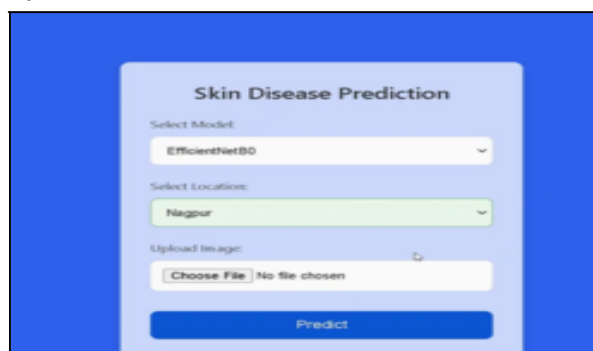 Skin Disease Prediction
Select Model:
EfficientNetB0
Select Location:
Nagpur
Upload Image:
Choose File No file chosen
Predict